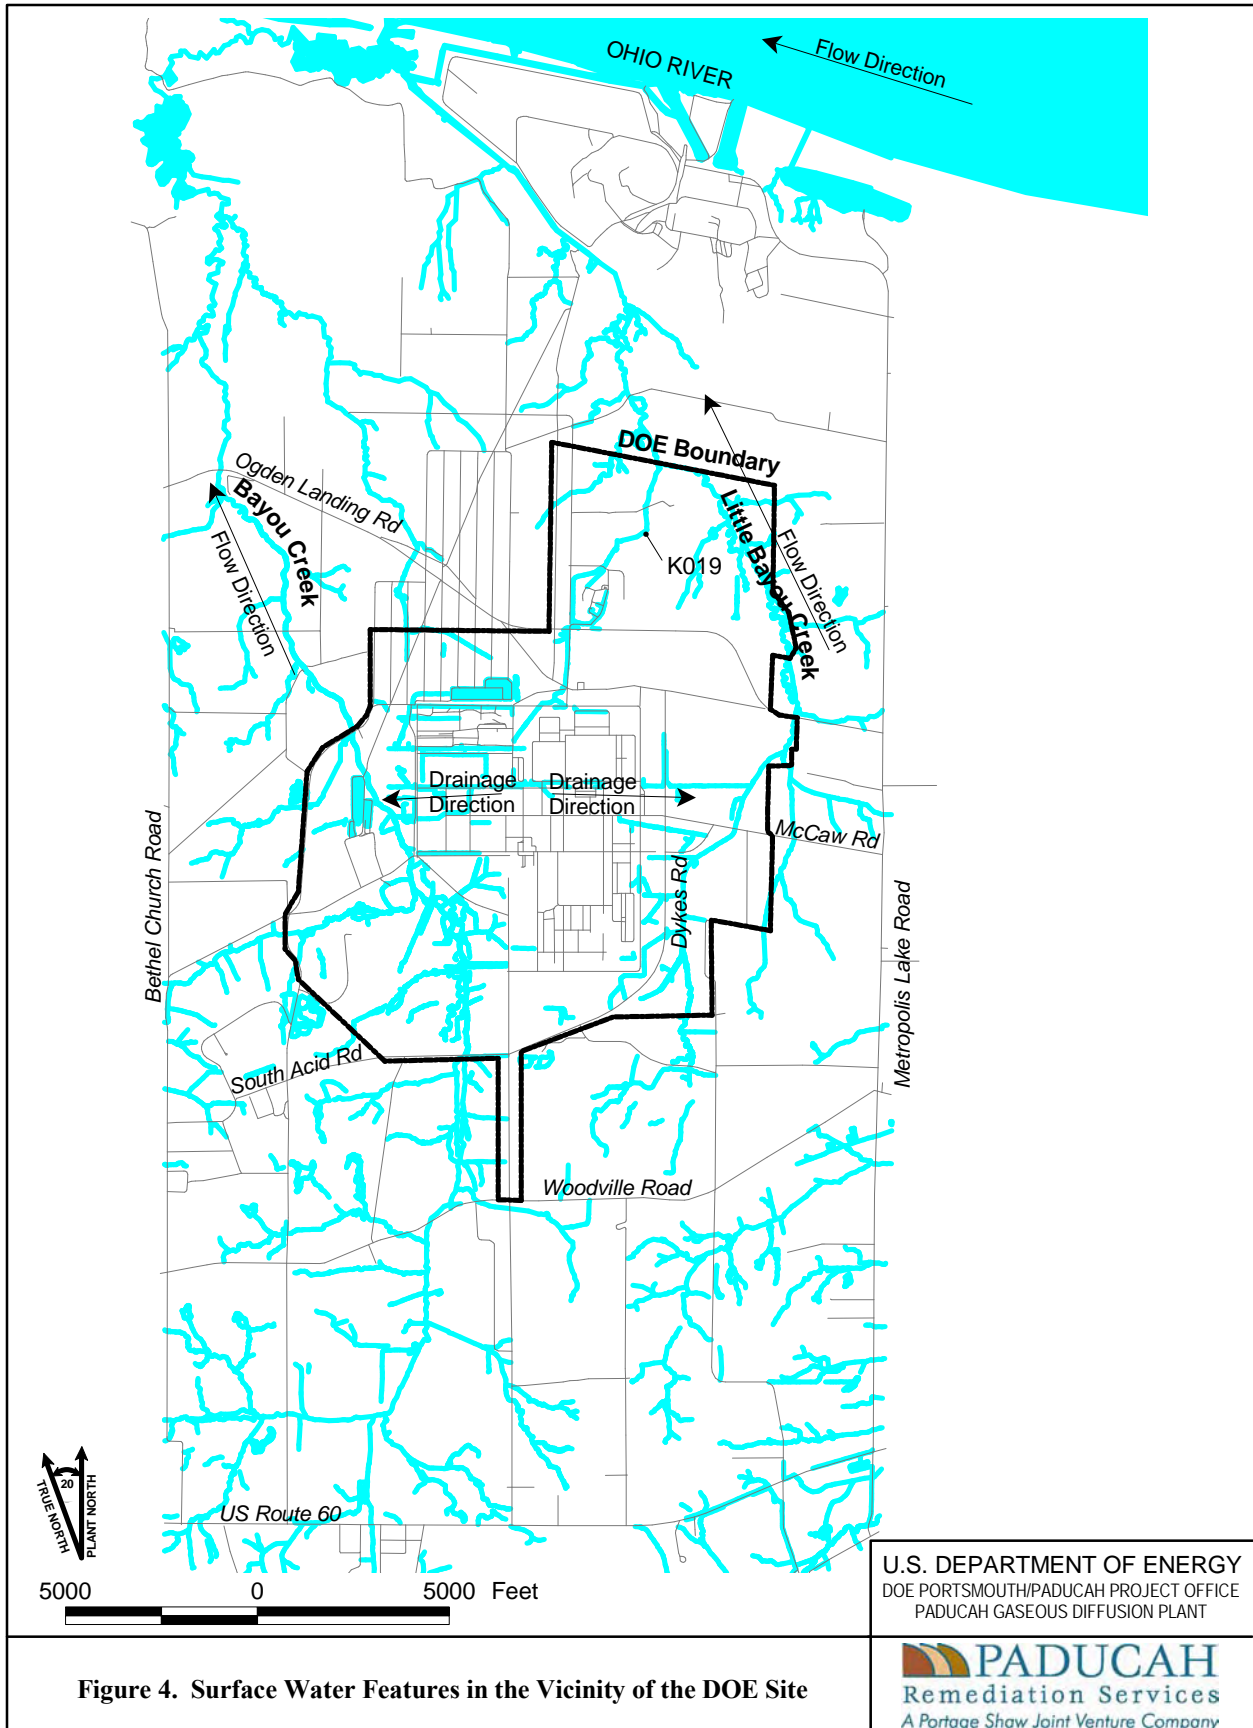 OHIO RIVER
Flow Direction
DOE Boundary
Ogden Landing Rd
Bayou Creek
Flow Direction
Little Bayou Creek
Flow Direction
K019
Drainage
Direction
Drainage
Direction
McCaw Rd
Dykes Rd
Bethel Church Road
Metropolis Lake Road
South Acid Rd
Woodville Road
US Route 60
20
TRUE NORTH
PLANT NORTH
5000 0 5000 Feet
U.S. DEPARTMENT OF ENERGY
DOE PORTSMOUTH/PADUCAH PROJECT OFFICE
PADUCAH GASEOUS DIFFUSION PLANT
Figure 4. Surface Water Features in the Vicinity of the DOE Site
PADUCAH
Remediation Services
A Portage Shaw Joint Venture Company